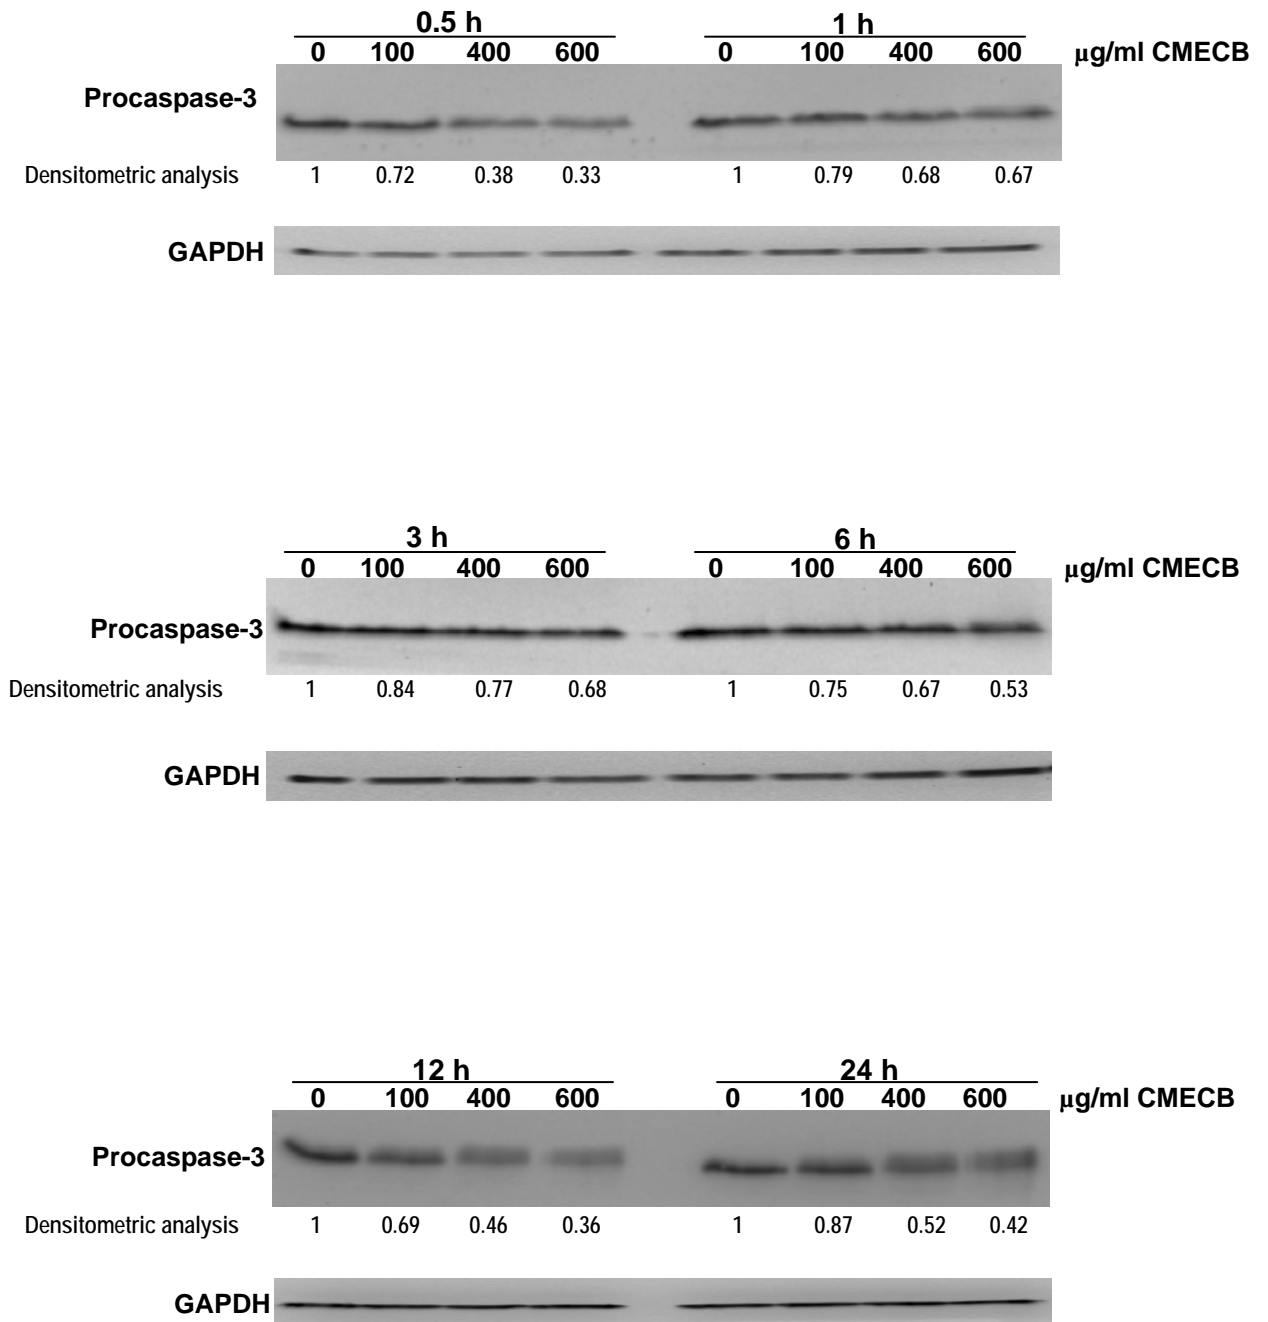 0.5 h 1 h
0 100 400 600 0 100 400 600 μg/ml CMECB
Procaspase-3
Densitometric analysis 1 0.72 0.38 0.33 1 0.79 0.68 0.67
GAPDH
3 h 6 h
0 100 400 600 0 100 400 600 μg/ml CMECB
Procaspase-3
Densitometric analysis 1 0.84 0.77 0.68 1 0.75 0.67 0.53
GAPDH
12 h 24 h
0 100 400 600 0 100 400 600 μg/ml CMECB
Procaspase-3
Densitometric analysis 1 0.69 0.46 0.36 1 0.87 0.52 0.42
GAPDH